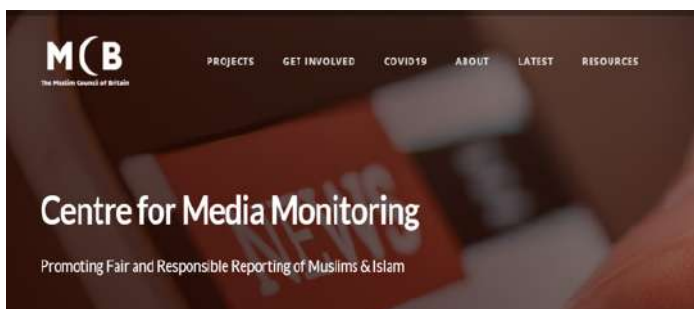 MCB
The Muslim Council of Britain
PROJECTS GET INVOLVED COVID19 ABOUT LATEST RESOURCES
NEWS
Centre for Media Monitoring
Promoting Fair and Responsible Reporting of Muslims & Islam